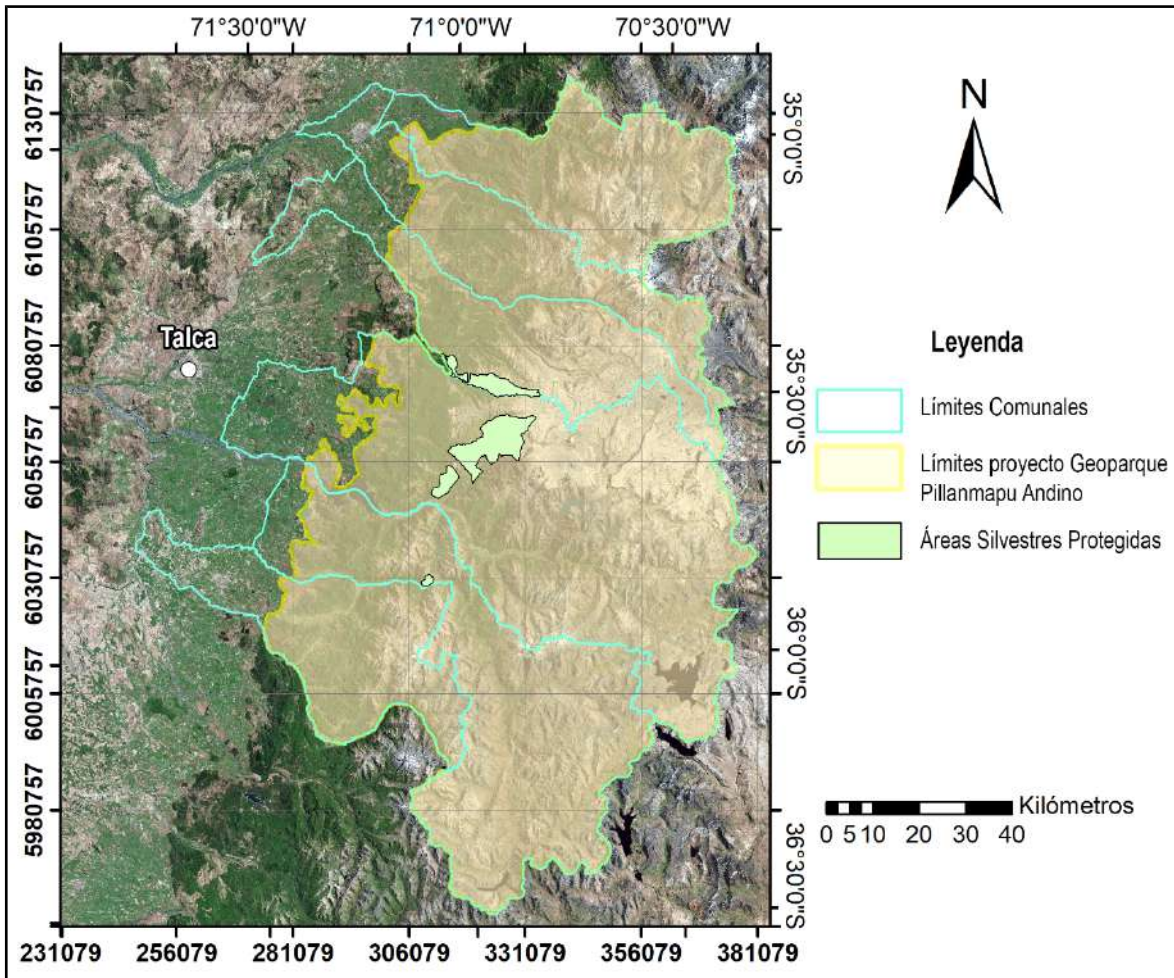 71°30'0"W 71°0'0"W 70°30'0"W
6130757
6105757
6080757
6055757
6030757
6005757
5980757
Talca
35°0'0"S
35°30'0"S
36°0'0"S
36°30'0"S
231079 256079 281079 306079 331079 356079 381079
N
Leyenda
Límites Comunales
Límites proyecto Geoparque
Pillanmapu Andino
Áreas Silvestres Protegidas
Kilómetros
0 5 10 20 30 40